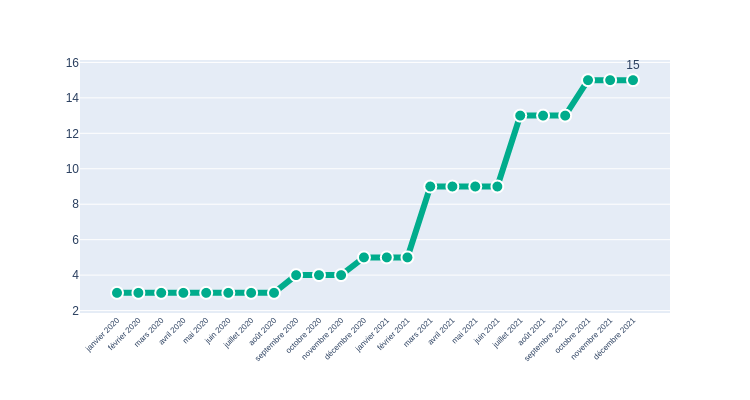 16
14
12
10
8
6
4
2
15
janvier 2020
février 2020
mars 2020
avril 2020
mai 2020
juin 2020
juillet 2020
août 2020
septembre 2020
octobre 2020
novembre 2020
décembre 2020
janvier 2021
février 2021
mars 2021
avril 2021
mai 2021
juin 2021
juillet 2021
août 2021
septembre 2021
octobre 2021
novembre 2021
décembre 2021